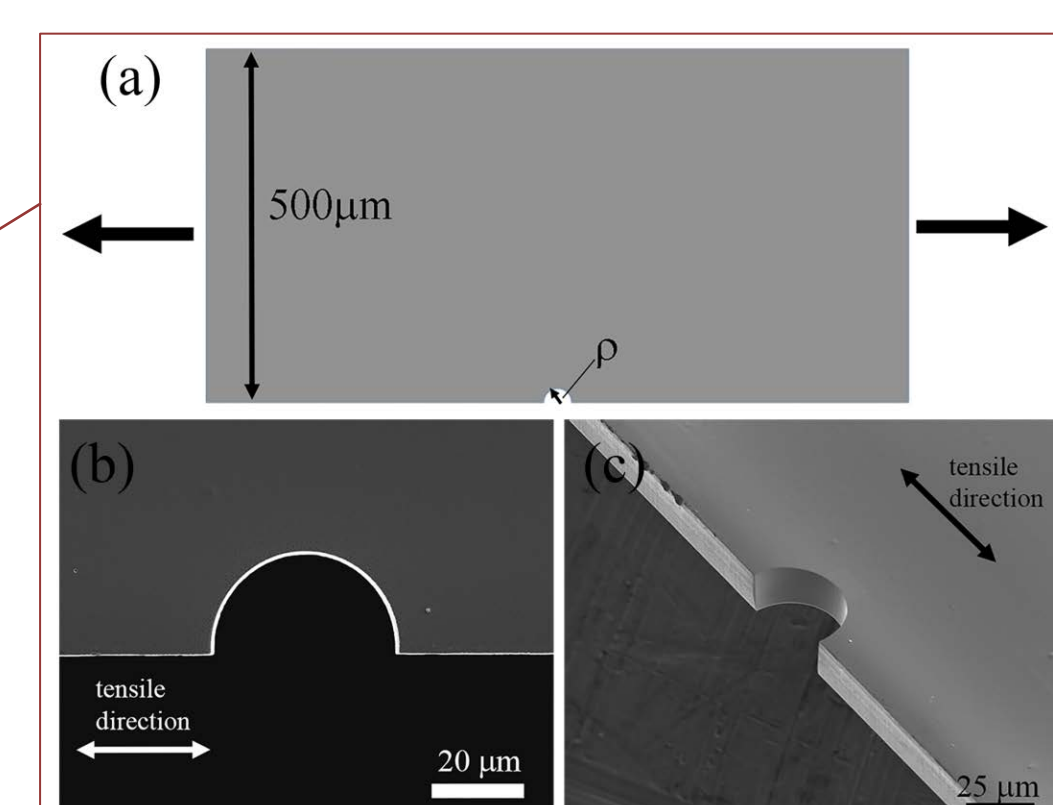 (a)
500μm
ρ
(b)
tensile
direction
20 μm
(c)
tensile
direction
25 μm